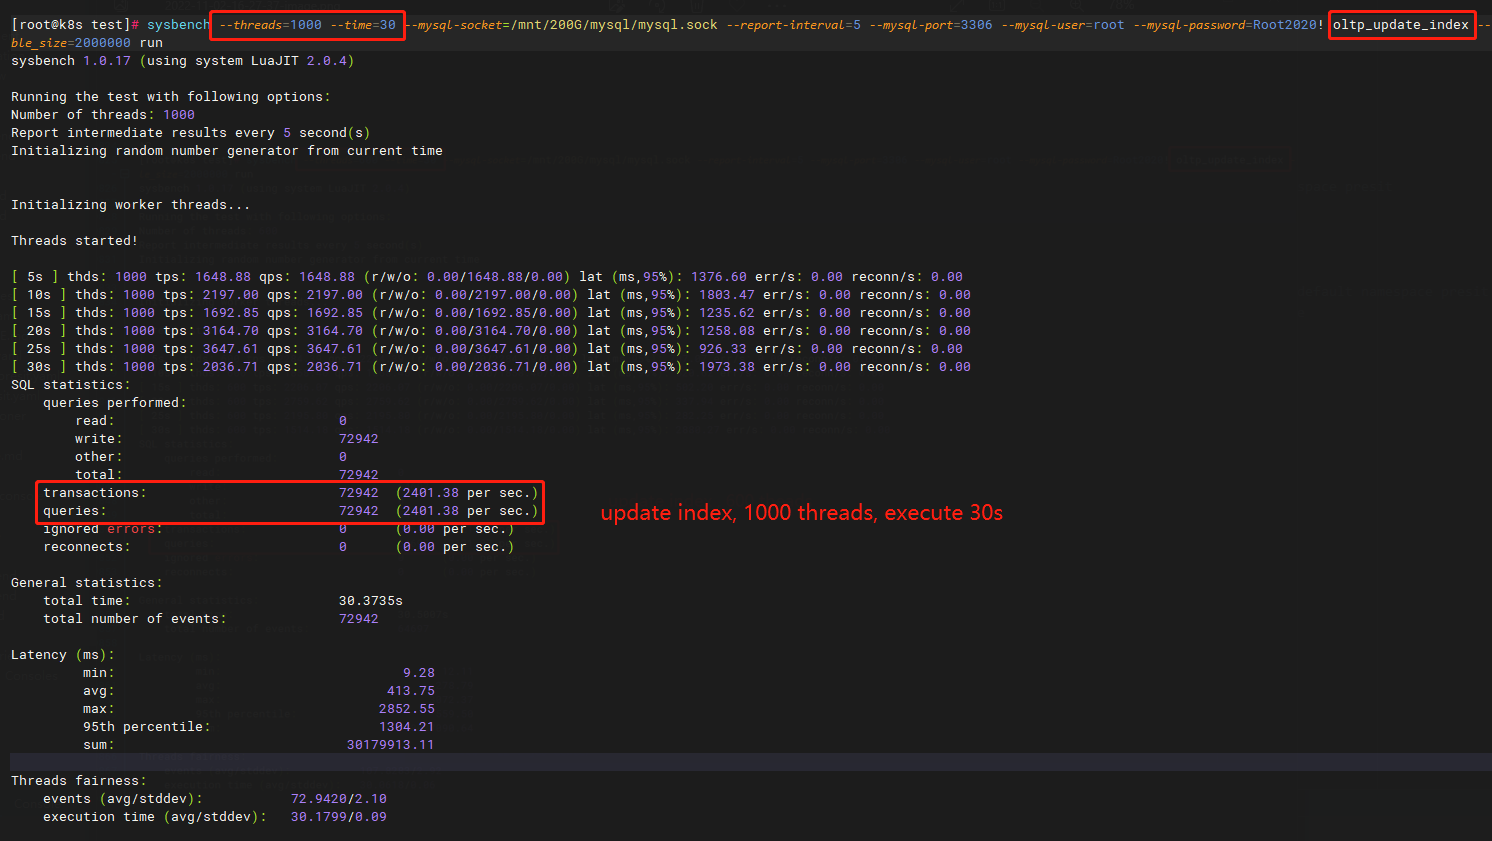 [root@k8s test]# sysbench --threads=1000 --time=30 --mysql-socket=/mnt/200G/mysql/mysql.sock --report-interval=5 --mysql-port=3306 --mysql-user=root --mysql-password=Root2020! oltp_update_index --
ble_size=2000000 run
sysbench 1.0.17 (using system LuaJIT 2.0.4)
Running the test with following options:
Number of threads: 1000
Report intermediate results every 5 second(s)
Initializing random number generator from current time
Initializing worker threads...
Threads started!
[ 5s ] thds: 1000 tps: 1648.88 qps: 1648.88 (r/w/o: 0.00/1648.88/0.00) lat (ms,95%): 1376.60 err/s: 0.00 reconn/s: 0.00
[ 10s ] thds: 1000 tps: 2197.00 qps: 2197.00 (r/w/o: 0.00/2197.00/0.00) lat (ms,95%): 1803.47 err/s: 0.00 reconn/s: 0.00
[ 15s ] thds: 1000 tps: 1692.85 qps: 1692.85 (r/w/o: 0.00/1692.85/0.00) lat (ms,95%): 1235.62 err/s: 0.00 reconn/s: 0.00
[ 20s ] thds: 1000 tps: 3164.70 qps: 3164.70 (r/w/o: 0.00/3164.70/0.00) lat (ms,95%): 1258.08 err/s: 0.00 reconn/s: 0.00
[ 25s ] thds: 1000 tps: 3647.61 qps: 3647.61 (r/w/o: 0.00/3647.61/0.00) lat (ms,95%): 926.33 err/s: 0.00 reconn/s: 0.00
[ 30s ] thds: 1000 tps: 2036.71 qps: 2036.71 (r/w/o: 0.00/2036.71/0.00) lat (ms,95%): 1973.38 err/s: 0.00 reconn/s: 0.00
SQL statistics:
queries performed:
read: 0
write: 72942
other: 0
total: 72942
transactions: 72942 (2401.38 per sec.)
queries: 72942 (2401.38 per sec.)
update index, 1000 threads, execute 30s
ignored errors: 0 (0.00 per sec.)
reconnects: 0 (0.00 per sec.)
General statistics:
total time: 30.3735s
total number of events: 72942
Latency (ms):
min: 9.28
avg: 413.75
max: 2852.55
95th percentile: 1304.21
sum: 30179913.11
Threads fairness:
events (avg/stddev): 72.9420/2.10
execution time (avg/stddev): 30.1799/0.09